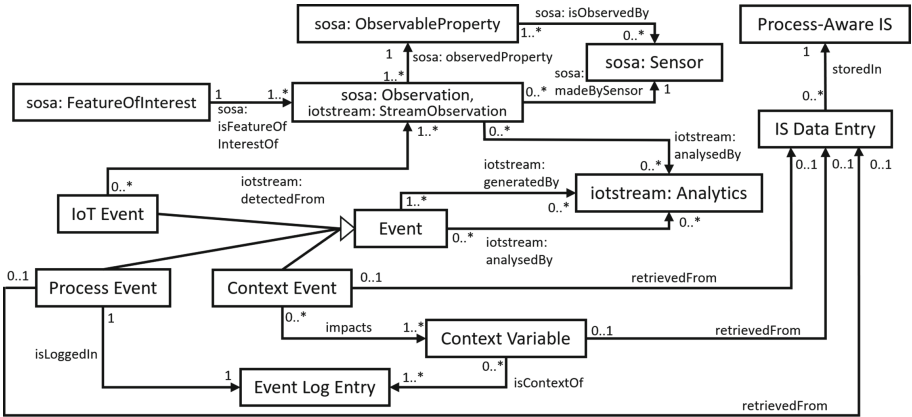 sosa: ObservableProperty
sosa: isObservedBy
1..*
0..*
Process-Aware IS
1
sosa: observedProperty
1..*
sosa: Sensor
1
storedIn
0..*
sosa: FeatureOfInterest
1
1..*
sosa:
isFeatureOf
InterestOf
sosa: Observation,
iotstream: StreamObservation
0..*
sosa:
madeBySensor
1
IS Data Entry
1..*
0..*
iotstream:
analysedBy
0..*
0..1
0..1
0..1
iotstream:
detectedFrom
0..*
IoT Event
iotstream:
generatedBy
1..*
0..*
iotstream: Analytics
Event
0..*
iotstream:
analysedBy
0..*
0..1
Process Event
1
Context Event
0..1
retrievedFrom
0..*
impacts
1..*
Context Variable
0..1
retrievedFrom
isLoggedIn
1
Event Log Entry
1..*
0..*
isContextOf
retrievedFrom